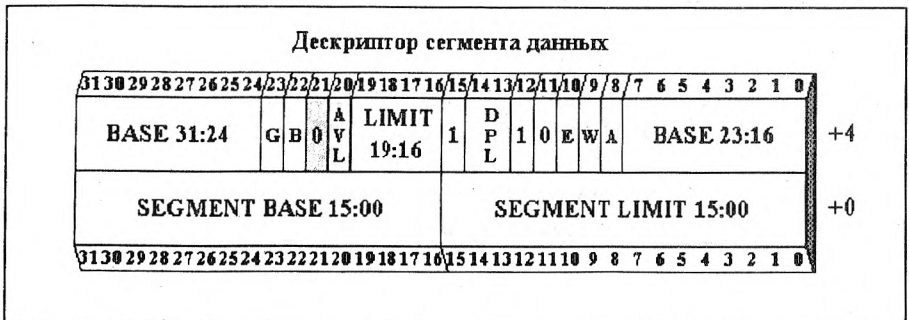 Дескриптор сегмента данных
31 30 29 28 27 26 25 24 23 22 21 20 19 18 17 16 15 14 13 12 11 10 9 8 7 6 5 4 3 2 1 0
BASE 31:24 G B 0 AVL LIMIT 19:16 1 DPL 1 0 E W A BASE 23:16 +4
SEGMENT BASE 15:00 SEGMENT LIMIT 15:00 +0
31 30 29 28 27 26 25 24 23 22 21 20 19 18 17 16 15 14 13 12 11 10 9 8 7 6 5 4 3 2 1 0